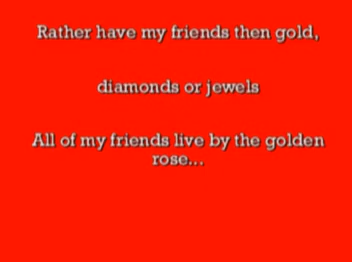 Rather have my friends then gold,
diamonds or jewels
All of my friends live by the golden
rose...